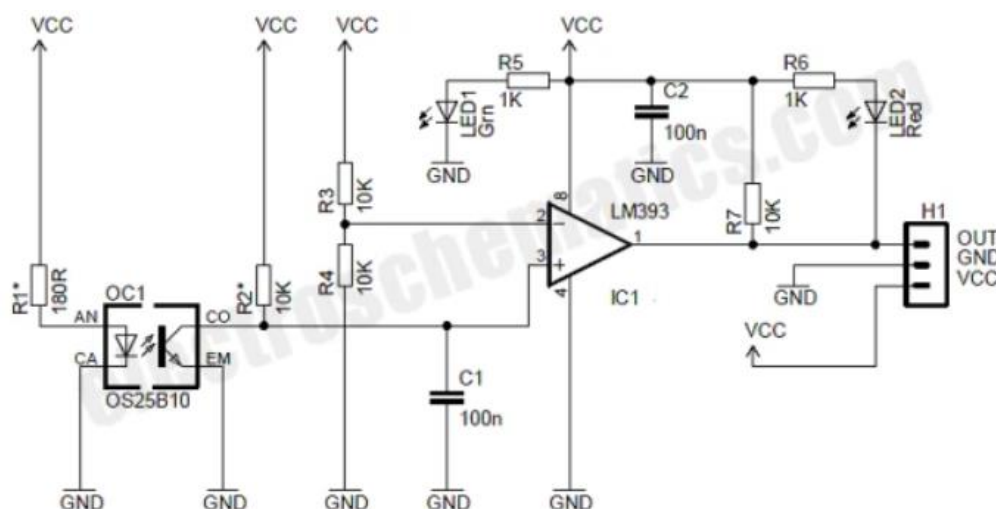 VCC
VCC
VCC
VCC
R5
1K
LED1
Grn
GND
C2
100n
GND
R6
1K
LED2
Red
R3
10K
R4
10K
R7
10K
8
LM393
2
3
1
4
IC1
H1
OUT
GND
VCC
GND
VCC
R1*
180R
OC1
AN
CA
CO
EM
OS25B10
R2*
10K
C1
100n
GND
GND
GND
GND
GND
electroschematics.com